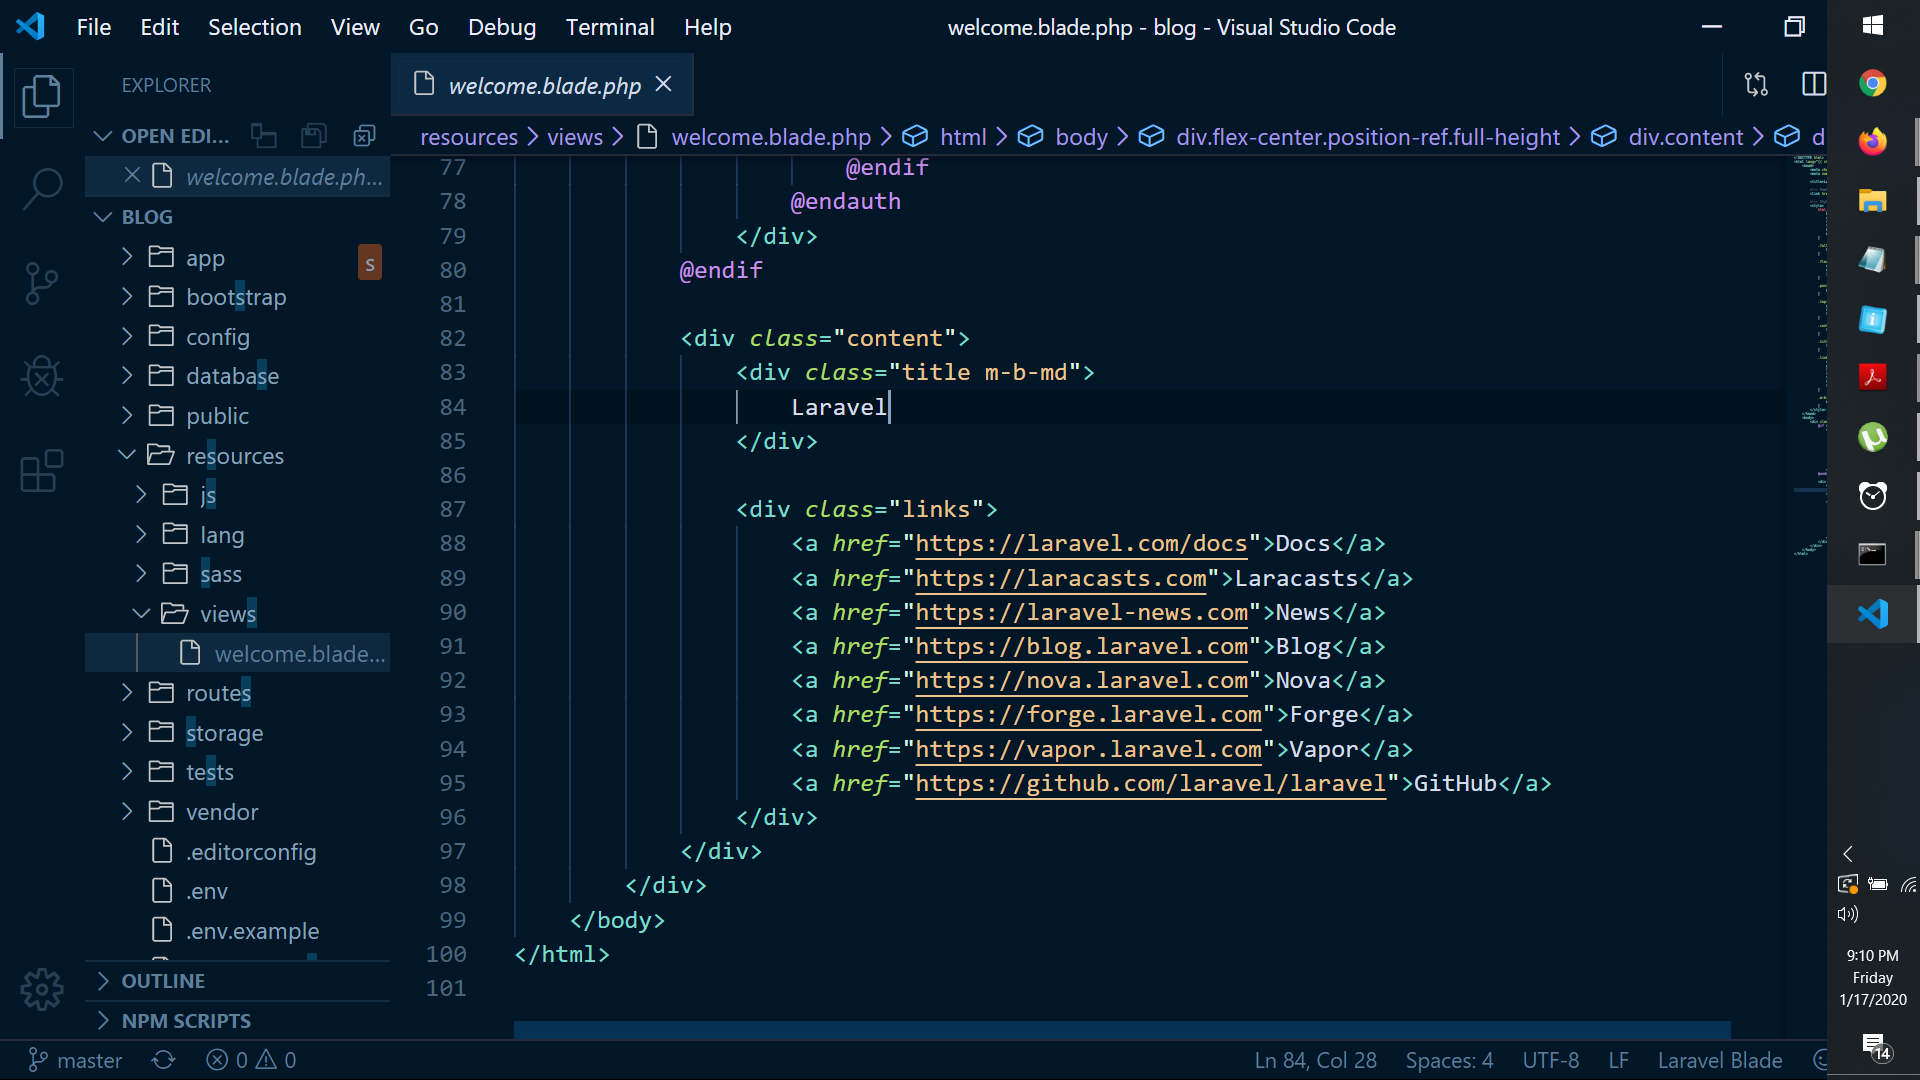 File Edit Selection View Go Debug Terminal Help
welcome.blade.php - blog - Visual Studio Code
EXPLORER
OPEN EDI...
welcome.blade.ph...
BLOG
app
s
bootstrap
config
database
public
resources
js
lang
sass
views
welcome.blade...
routes
storage
tests
vendor
.editorconfig
.env
.env.example
OUTLINE
NPM SCRIPTS
welcome.blade.php
resources > views > welcome.blade.php > html > body > div.flex-center.position-ref.full-height > div.content > d
77 @endif
78 @endauth
79 </div>
80 @endif
81
82 <div class="content">
83 <div class="title m-b-md">
84 Laravel
85 </div>
86
87 <div class="links">
88 <a href="https://laravel.com/docs">Docs</a>
89 <a href="https://laracasts.com">Laracasts</a>
90 <a href="https://laravel-news.com">News</a>
91 <a href="https://blog.laravel.com">Blog</a>
92 <a href="https://nova.laravel.com">Nova</a>
93 <a href="https://forge.laravel.com">Forge</a>
94 <a href="https://vapor.laravel.com">Vapor</a>
95 <a href="https://github.com/laravel/laravel">GitHub</a>
96 </div>
97 </div>
98 </div>
99 </body>
100 </html>
101
master 0 0
Ln 84, Col 28 Spaces: 4 UTF-8 LF Laravel Blade
9:10 PM
Friday
1/17/2020
14